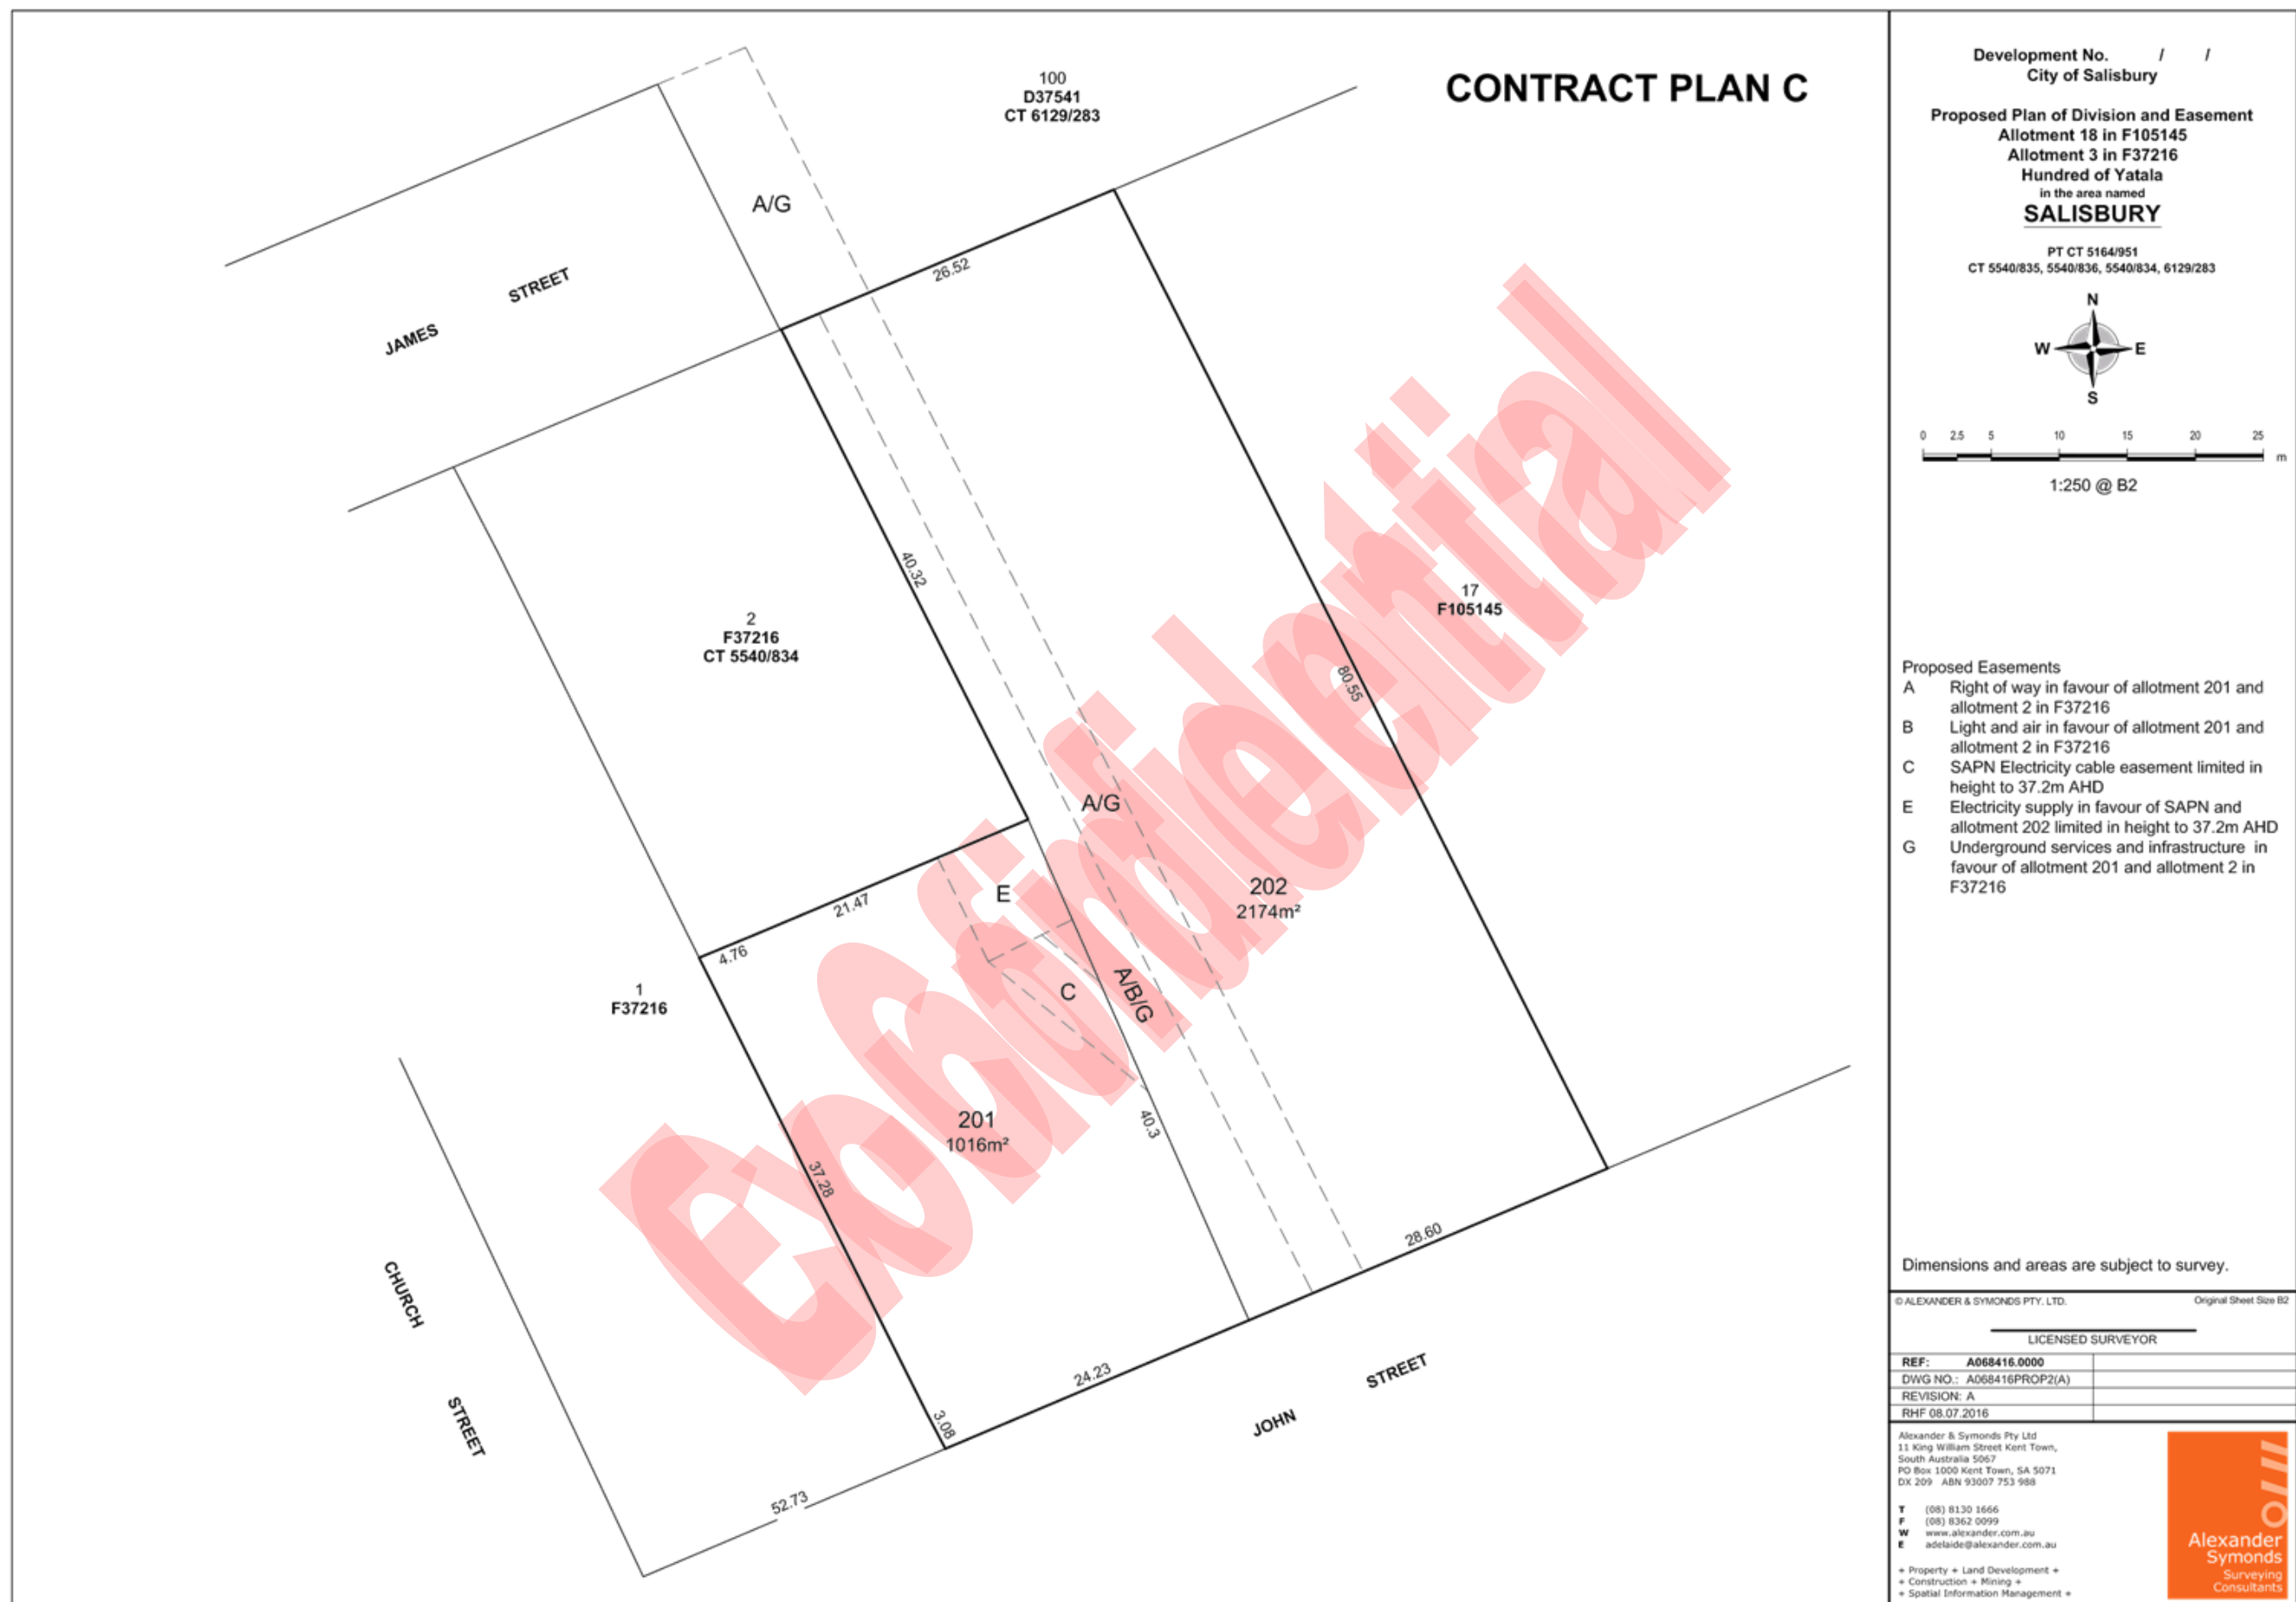 CONTRACT PLAN C
100
D37541
CT 6129/283
A/G
26.52
JAMES STREET
40.32
2
F37216
CT 5540/834
17
F105145
80.55
A/G
E
202
2174m²
21.47
4.76
1
F37216
C
A/B/G
201
1016m²
40.3
37.28
28.60
24.23
3.08
52.73
CHURCH STREET
JOHN STREET
Confidential
Development No. / /
City of Salisbury
Proposed Plan of Division and Easement
Allotment 18 in F105145
Allotment 3 in F37216
Hundred of Yatala
in the area named
SALISBURY
PT CT 5164/951
CT 5540/835, 5540/836, 5540/834, 6129/283
N
W E
S
0 2.5 5 10 15 20 25 m
1:250 @ B2
Proposed Easements
A Right of way in favour of allotment 201 and
allotment 2 in F37216
B Light and air in favour of allotment 201 and
allotment 2 in F37216
C SAPN Electricity cable easement limited in
height to 37.2m AHD
E Electricity supply in favour of SAPN and
allotment 202 limited in height to 37.2m AHD
G Underground services and infrastructure in
favour of allotment 201 and allotment 2 in
F37216
Dimensions and areas are subject to survey.
© ALEXANDER & SYMONDS PTY. LTD. Original Sheet Size B2
LICENSED SURVEYOR
REF: A068416.0000
DWG NO.: A068416PROP2(A)
REVISION: A
RHF 08.07.2016
Alexander & Symonds Pty Ltd
11 King William Street Kent Town,
South Australia 5067
PO Box 1000 Kent Town, SA 5071
DX 209 ABN 93007 753 988
T (08) 8130 1666
F (08) 8362 0099
W www.alexander.com.au
E adelaide@alexander.com.au
+ Property + Land Development +
+ Construction + Mining +
+ Spatial Information Management +
Alexander
Symonds
Surveying
Consultants